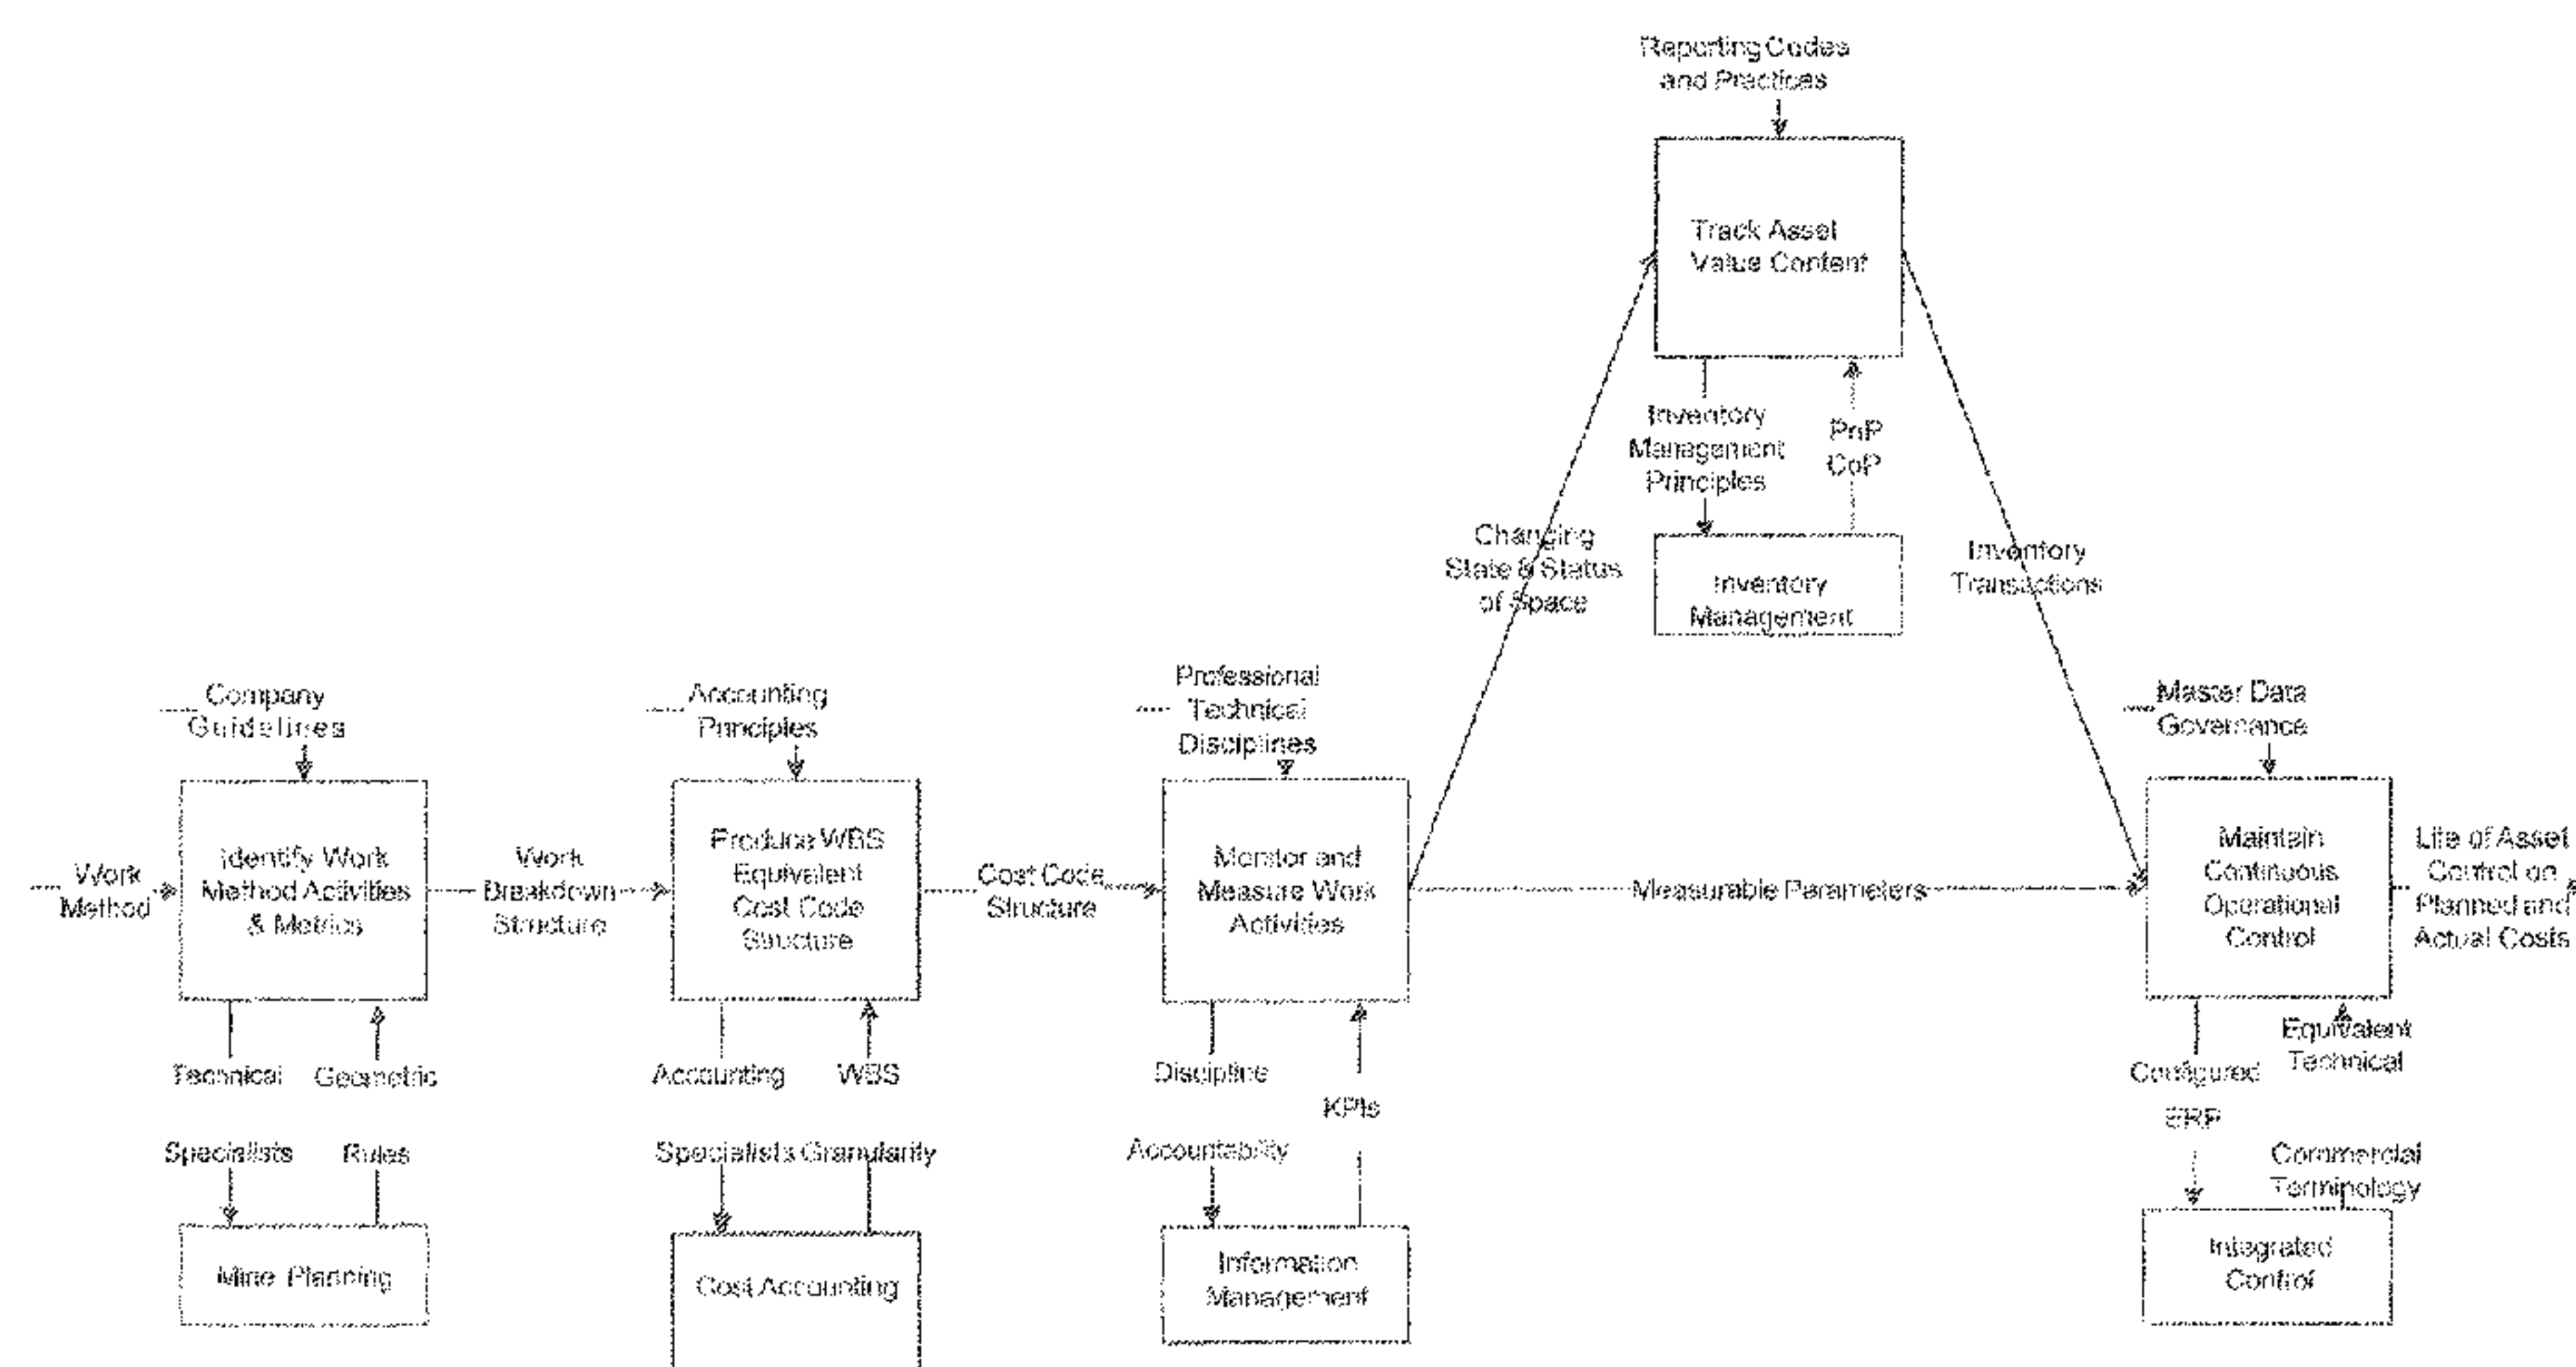 Reporting Codes
and Practices
Track Asset
Value Content
Inventory
Management
Principles
PnP
CoP
Changing
State & Status
of Space
Inventory
Management
Inventory
Transactions
Company
Guidelines
Accounting
Principles
Professional
Technical
Disciplines
Master Data
Governance
Work
Method
Identify Work
Method Activities
& Metrics
Work
Breakdown
Structure
Produce WBS
Equivalent
Cost Code
Structure
Cost Code
Structure
Monitor and
Measure Work
Activities
Measurable Parameters
Maintain
Continuous
Operational
Control
Life of Asset
Control on
Planned and
Actual Costs
Technical
Specialists
Geometric
Rules
Mine Planning
Accounting
Specialists
WBS
Granularity
Cost Accounting
Discipline
Accountability
KPIs
Information
Management
Configured
ERP
Equivalent
Technical
Commercial
Terminology
Integrated
Control